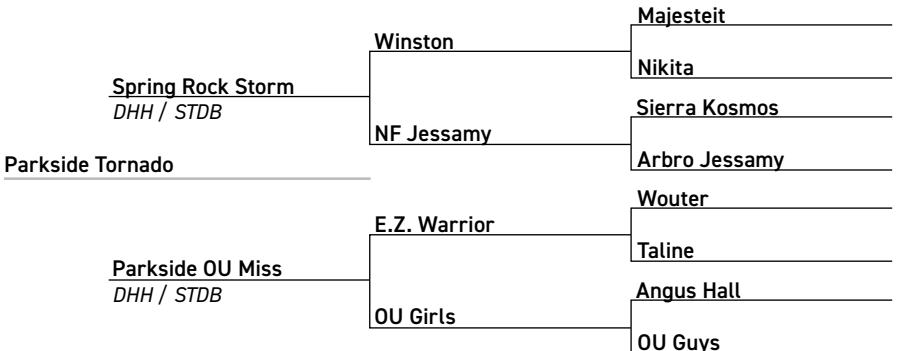 Majesteit
Winston
Nikita
Spring Rock Storm
DHH / STDB
Sierra Kosmos
NF Jessamy
Arbro Jessamy
Parkside Tornado
Wouter
E.Z. Warrior
Taline
Parkside OU Miss
DHH / STDB
Angus Hall
OU Girls
OU Guys